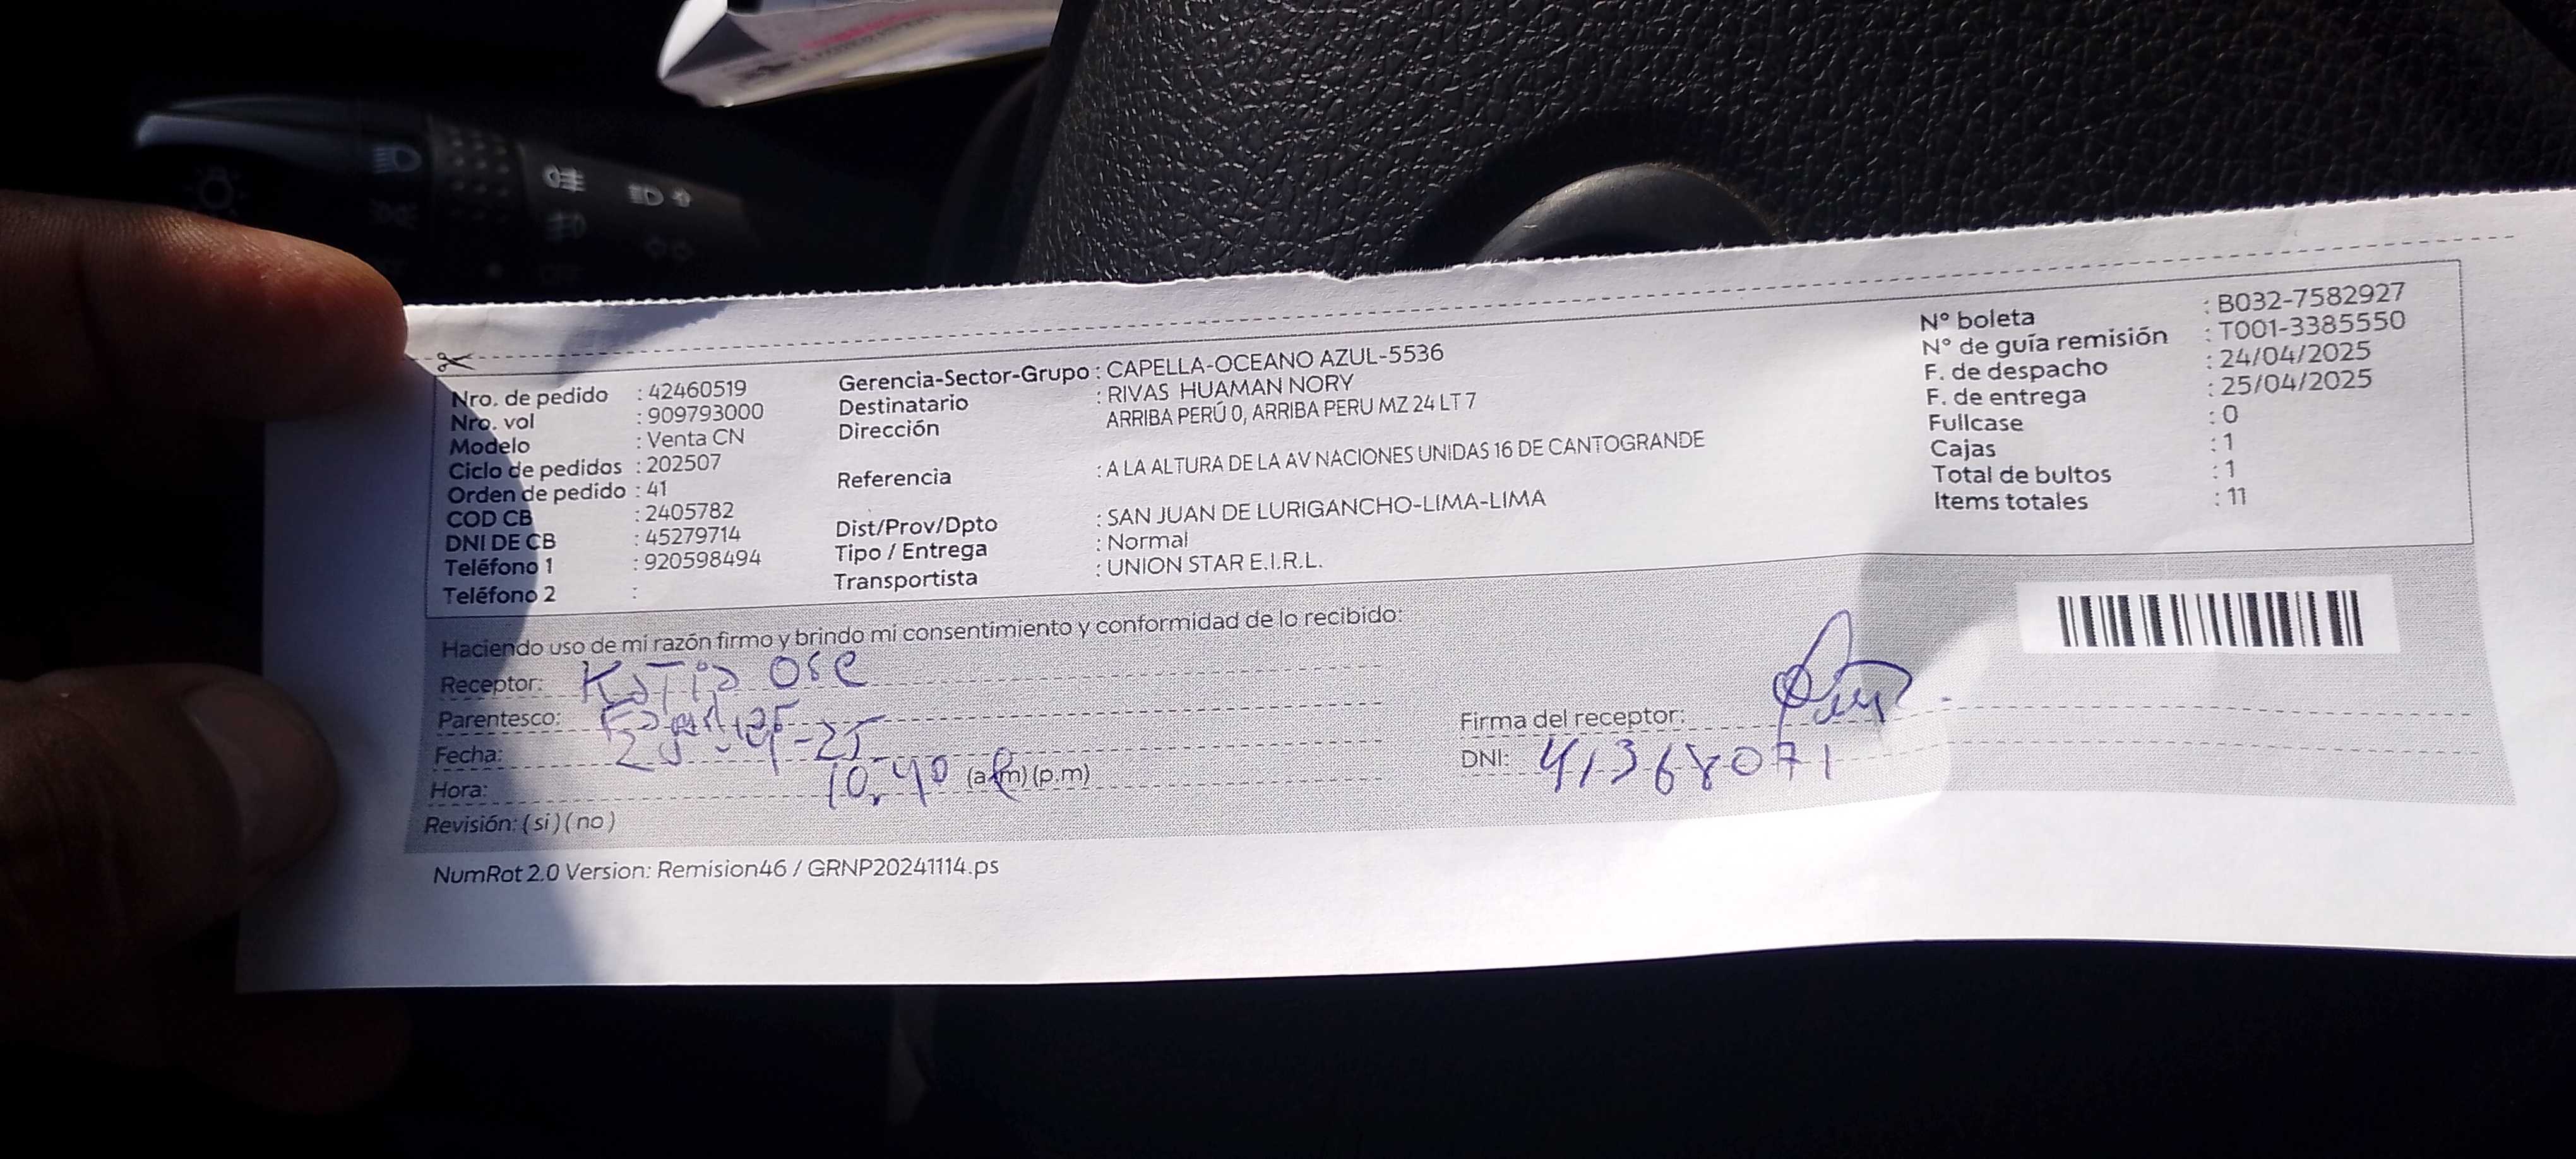 Nro. de pedido : 42460519
Nro. vol : 909793000
Modelo : Venta CN
Ciclo de pedidos : 202507
Orden de pedido : 41
COD CB : 2405782
DNI DE CB : 45279714
Teléfono 1 : 920598494
Teléfono 2 :
Gerencia-Sector-Grupo : CAPELLA-OCEANO AZUL-5536
Destinatario : RIVAS HUAMAN NORY
Dirección ARRIBA PERÚ 0, ARRIBA PERU MZ 24 LT 7
Referencia : A LA ALTURA DE LA AV NACIONES UNIDAS 16 DE CANTOGRANDE
Dist/Prov/Dpto : SAN JUAN DE LURIGANCHO-LIMA-LIMA
Tipo / Entrega : Normal
Transportista : UNION STAR E.I.R.L.
N° boleta : B032-7582927
N° de guía remisión : T001-3385550
F. de despacho : 24/04/2025
F. de entrega : 25/04/2025
Fullcase : 0
Cajas : 1
Total de bultos : 1
Items totales : 11
Haciendo uso de mi razón firmo y brindo mi consentimiento y conformidad de lo recibido:
Receptor: Katia Ose
Parentesco:
Fecha:
Hora: 10:40 (a.m) (p.m)
Revisión: ( si ) ( no )
Firma del receptor:
DNI: 41368071
NumRot 2.0 Version: Remision46 / GRNP20241114.ps